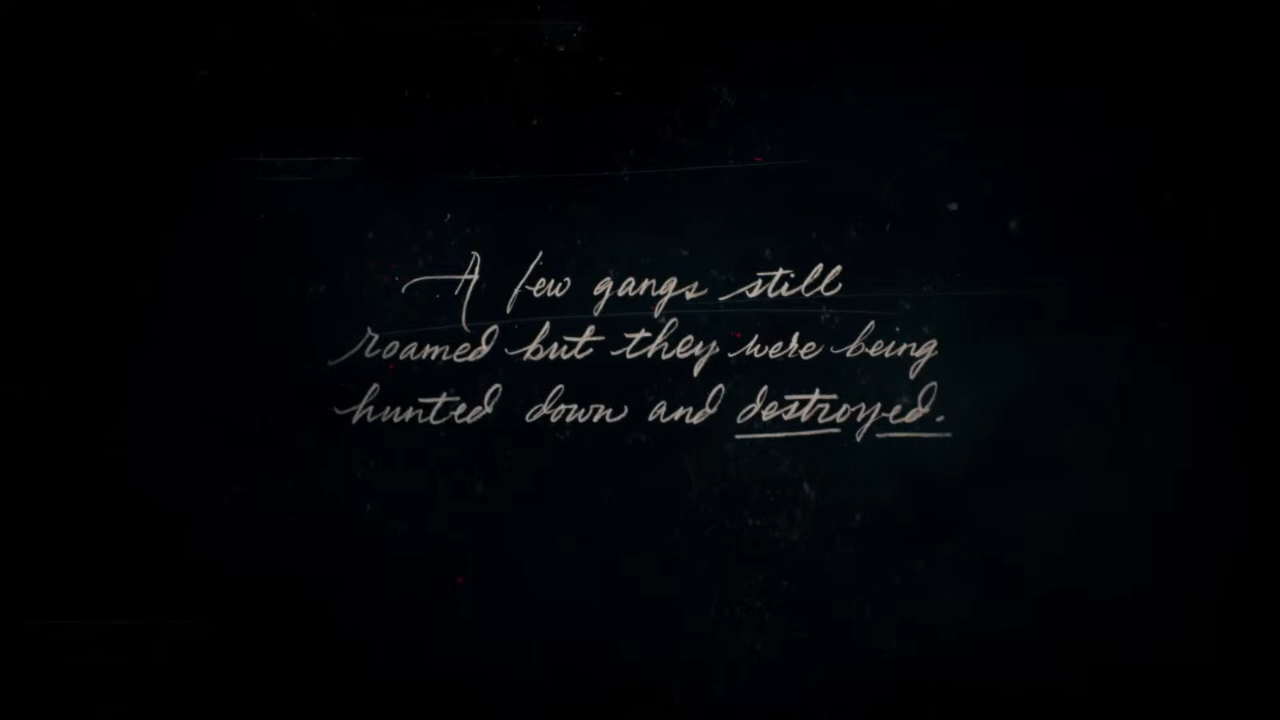 A few gangs still
roamed but they were being
hunted down and destroyed.